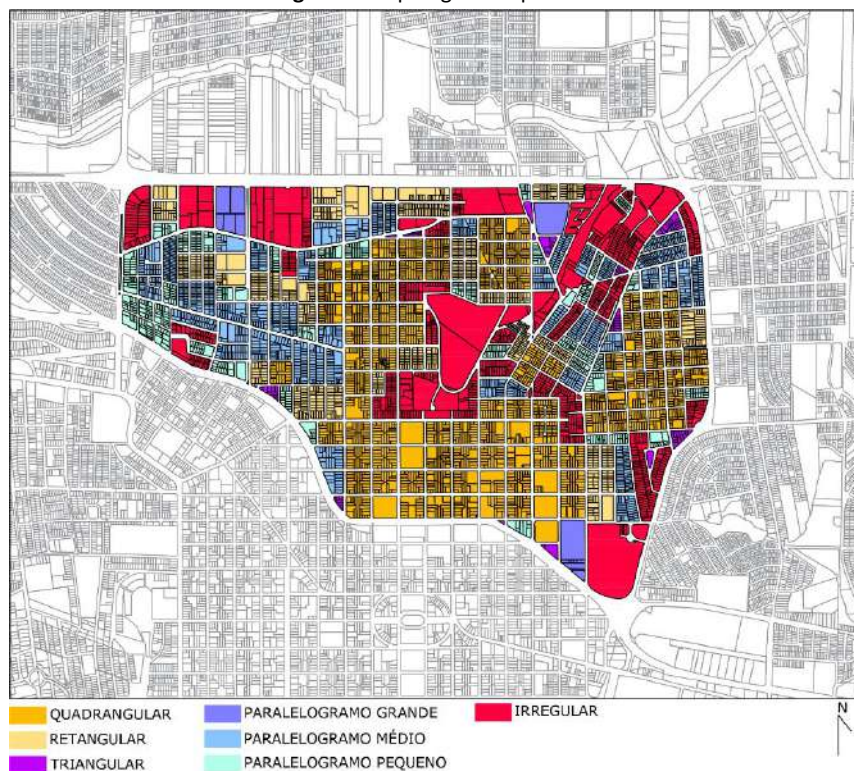 N
QUADRANGULAR
RETANGULAR
TRIANGULAR
PARALELOGRAMO GRANDE
PARALELOGRAMO MÉDIO
PARALELOGRAMO PEQUENO
IRREGULAR